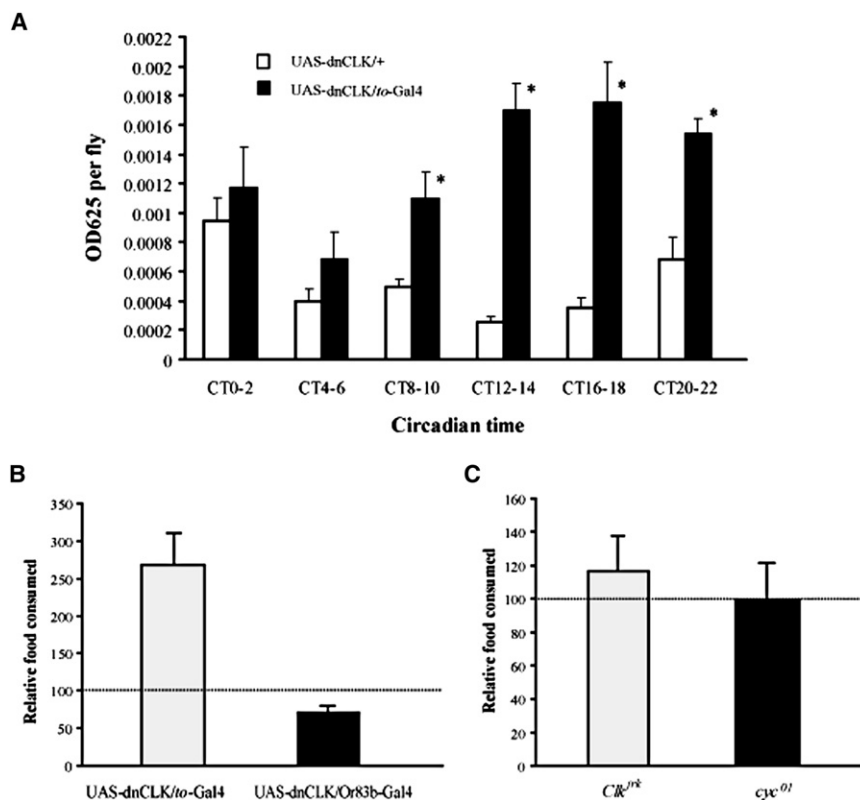 A
0.0022
0.002
0.0018
0.0016
0.0014
0.0012
0.001
0.0008
0.0006
0.0004
0.0002
0
OD625 per fly
UAS-dnCLK/+
UAS-dnCLK/to-Gal4
*
*
*
*
CT0-2 CT4-6 CT8-10 CT12-14 CT16-18 CT20-22
Circadian time
B
350
300
250
200
150
100
50
0
Relative food consumed
UAS-dnCLK/to-Gal4 UAS-dnCLK/Or83b-Gal4
C
160
140
120
100
80
60
40
20
0
Relative food consumed
Clkjrk cyc01